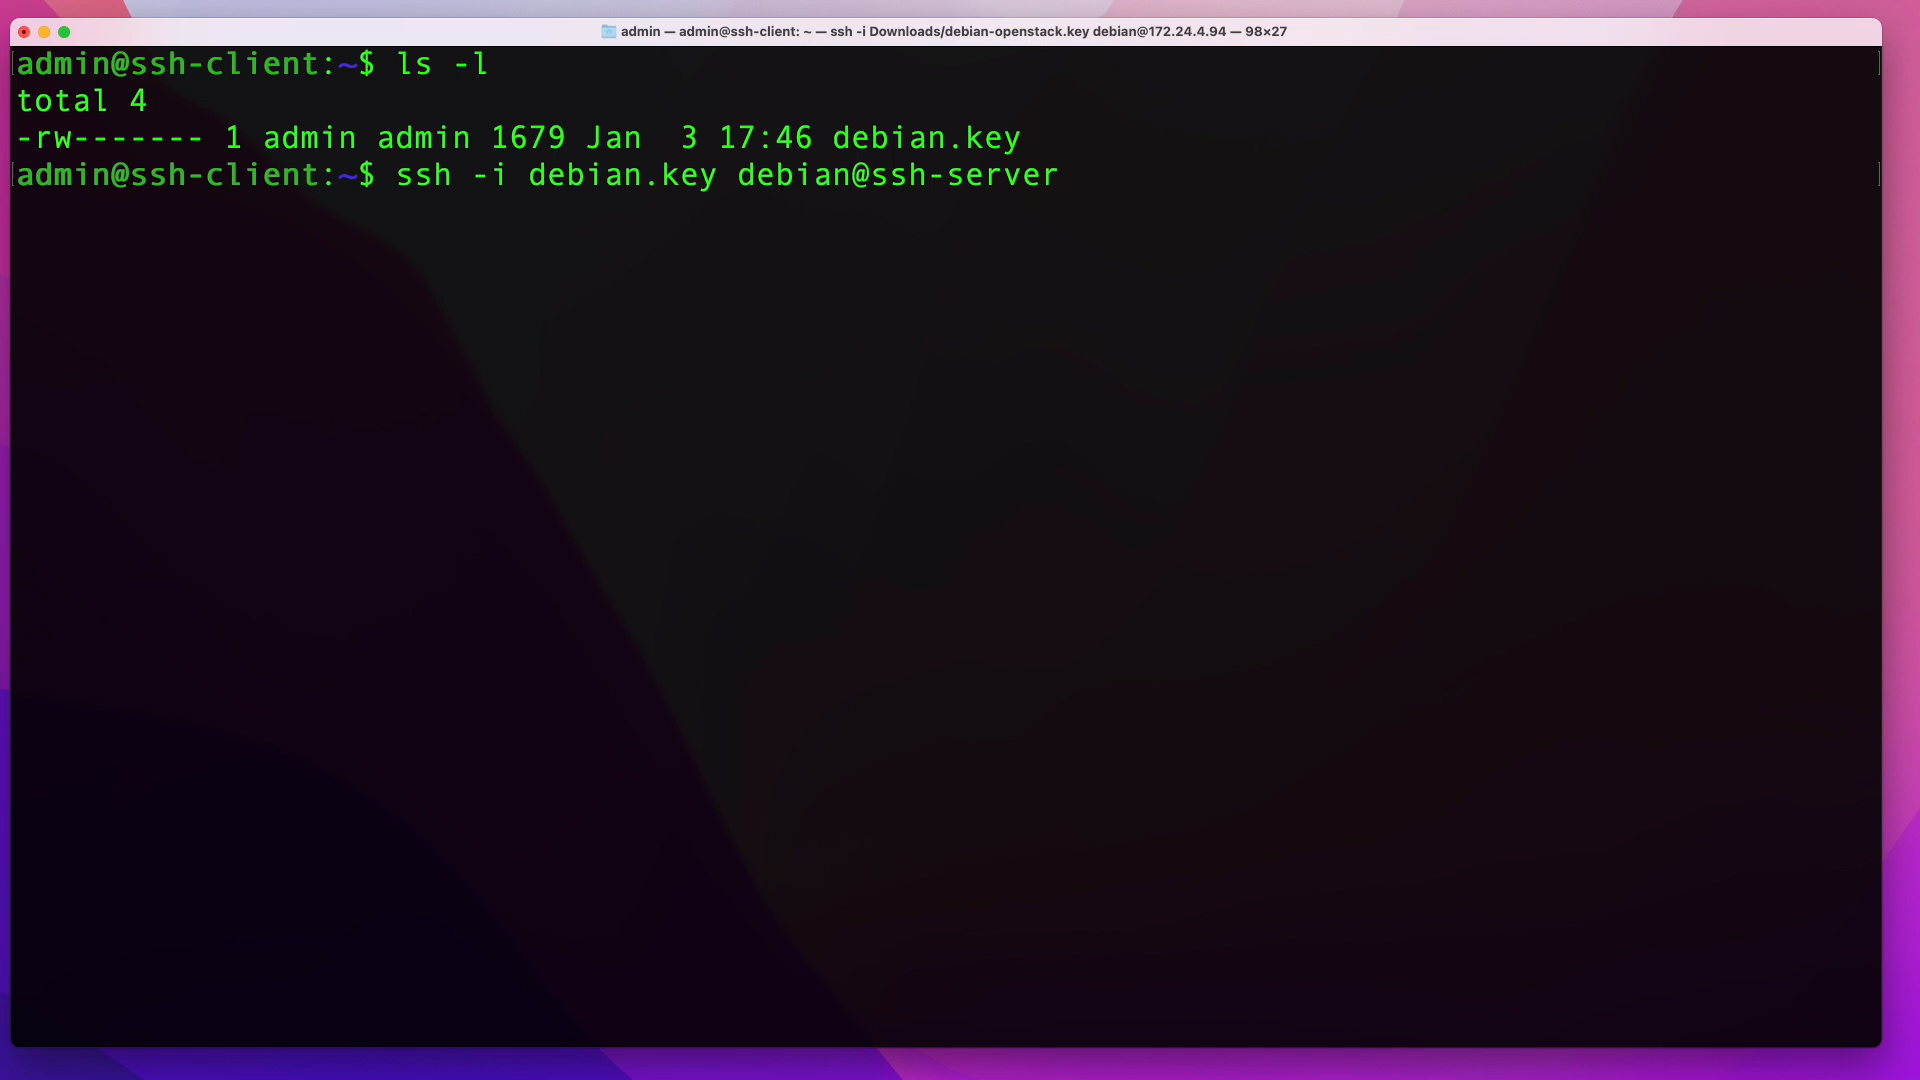 admin — admin@ssh-client: ~ — ssh -i Downloads/debian-openstack.key debian@172.24.4.94 — 98×27
[admin@ssh-client:~$ ls -l ]
total 4
-rw------- 1 admin admin 1679 Jan  3 17:46 debian.key
[admin@ssh-client:~$ ssh -i debian.key debian@ssh-server ]